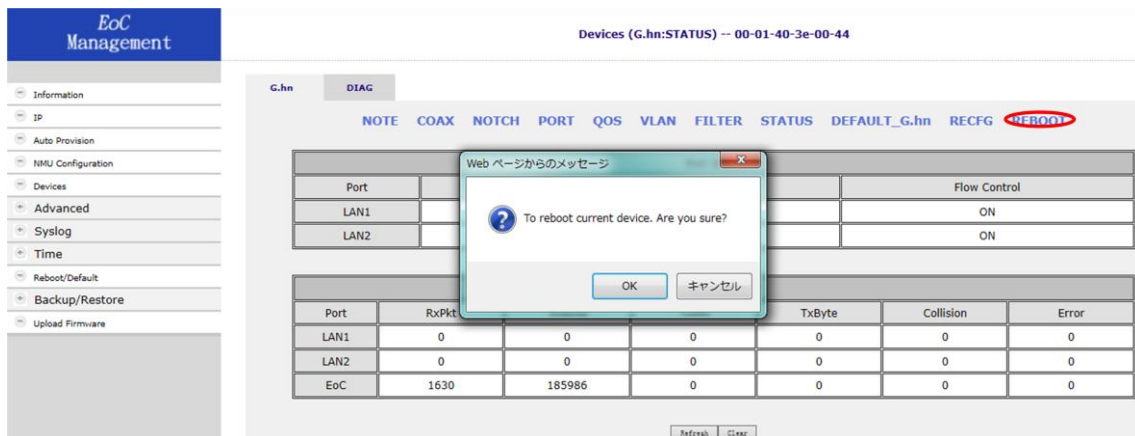 EoC
Management
Devices (G.hn:STATUS) -- 00-01-40-3e-00-44
Information
IP
Auto Provision
NMU Configuration
Devices
Advanced
Syslog
Time
Reboot/Default
Backup/Restore
Upload Firmware
G.hn DIAG
NOTE COAX NOTCH PORT QOS VLAN FILTER STATUS DEFAULT_G.hn RECFG REBOOT
Port Flow Control
LAN1 ON
LAN2 ON
Web ページからのメッセージ
To reboot current device. Are you sure?
OK キャンセル
Port RxPkt TxByte Collision Error
LAN1 0 0 0 0 0 0
LAN2 0 0 0 0 0 0
EoC 1630 185986 0 0 0 0
Refresh Clear